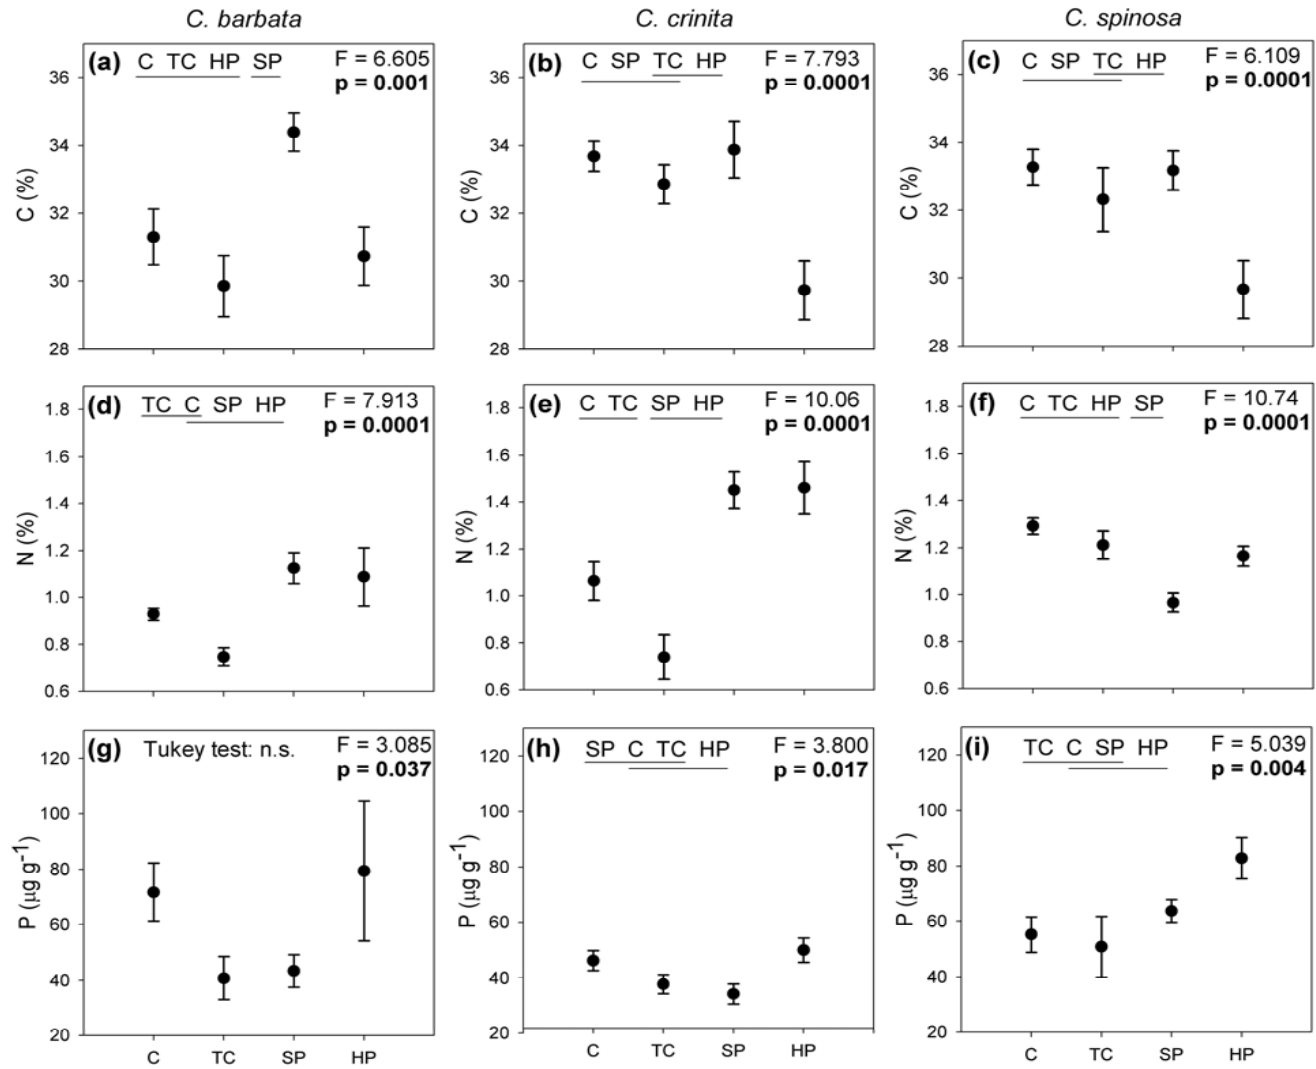 C. barbata
C. crinita
C. spinosa
(a) C TC HP SP F = 6.605
p = 0.001
36
34
32
30
28
C (%)
(b) C SP TC HP F = 7.793
p = 0.0001
36
34
32
30
28
C (%)
(c) C SP TC HP F = 6.109
p = 0.0001
36
34
32
30
28
C (%)
(d) TC C SP HP F = 7.913
p = 0.0001
1.8
1.6
1.4
1.2
1.0
0.8
0.6
N (%)
(e) C TC SP HP F = 10.06
p = 0.0001
1.8
1.6
1.4
1.2
1.0
0.8
0.6
N (%)
(f) C TC HP SP F = 10.74
p = 0.0001
1.8
1.6
1.4
1.2
1.0
0.8
0.6
N (%)
(g) Tukey test: n.s. F = 3.085
p = 0.037
120
100
80
60
40
20
P (µg g-1)
C TC SP HP
(h) SP C TC HP F = 3.800
p = 0.017
120
100
80
60
40
20
P (µg g-1)
C TC SP HP
(i) TC C SP HP F = 5.039
p = 0.004
120
100
80
60
40
20
P (µg g-1)
C TC SP HP